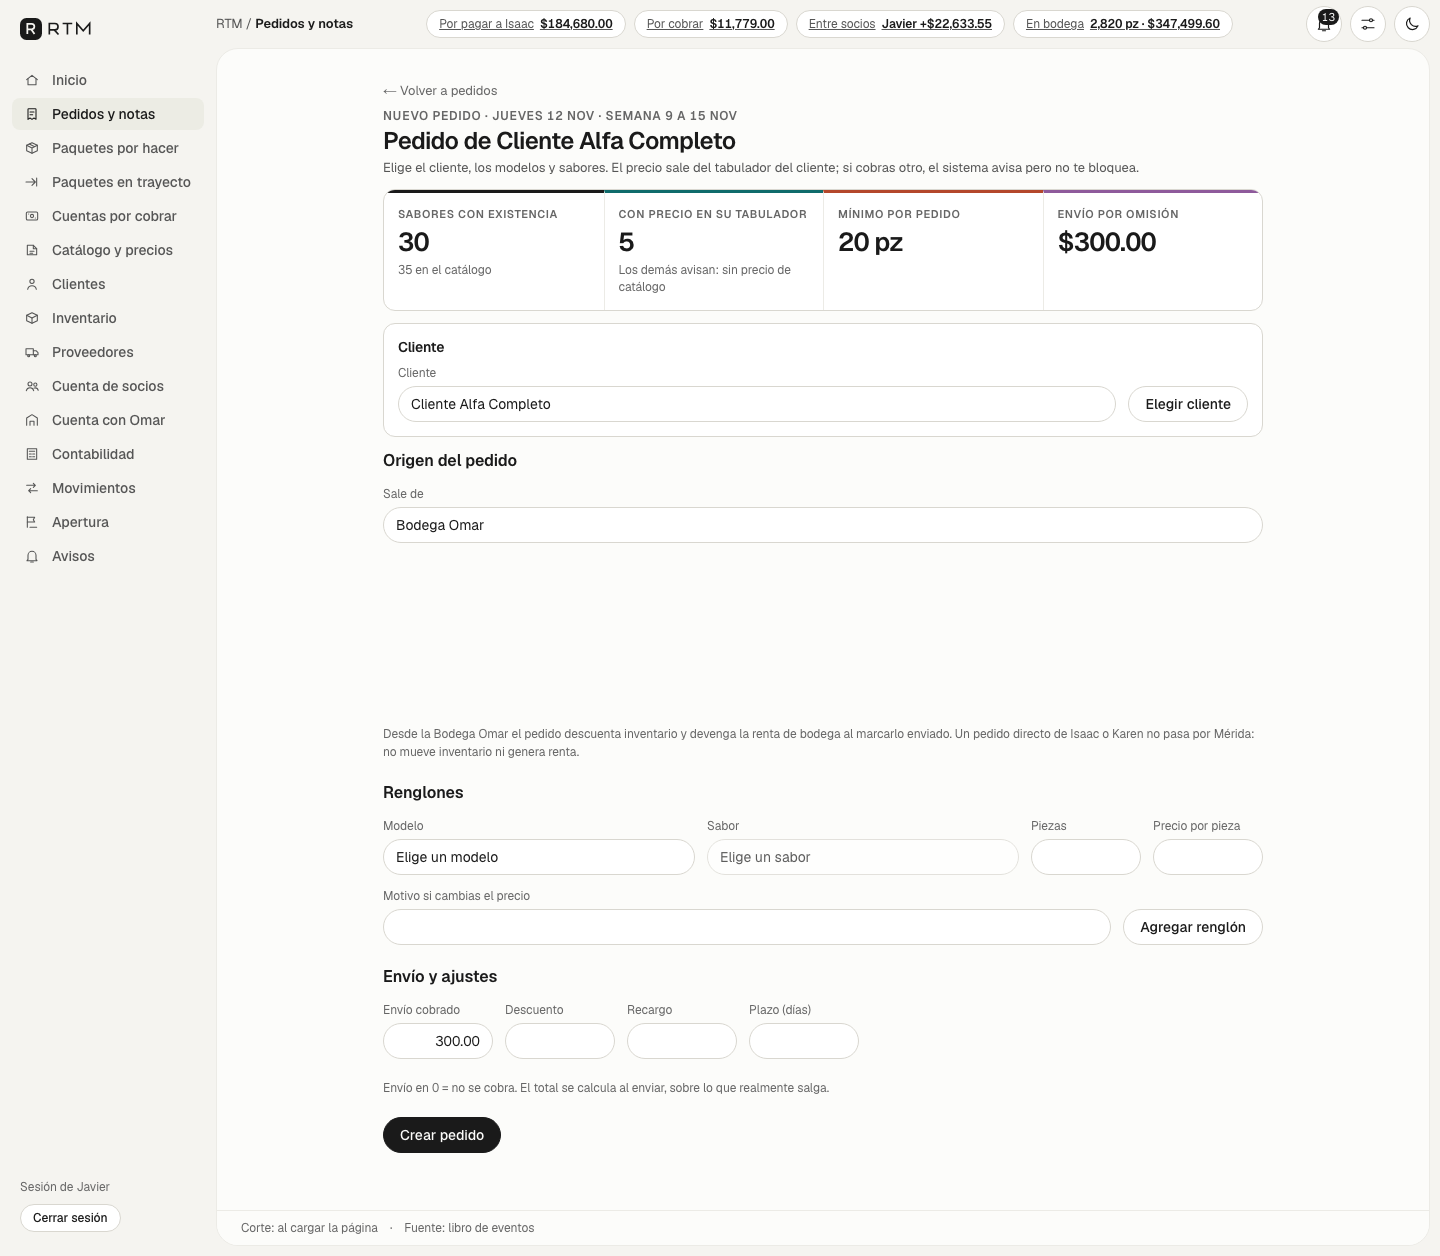 R RTM
RTM / Pedidos y notas
Por pagar a Isaac $184,680.00
Por cobrar $11,779.00
Entre socios Javier +$22,633.55
En bodega 2,820 pz · $347,499.60
13
Inicio
Pedidos y notas
Paquetes por hacer
Paquetes en trayecto
Cuentas por cobrar
Catálogo y precios
Clientes
Inventario
Proveedores
Cuenta de socios
Cuenta con Omar
Contabilidad
Movimientos
Apertura
Avisos
Sesión de Javier
Cerrar sesión
← Volver a pedidos
NUEVO PEDIDO · JUEVES 12 NOV · SEMANA 9 A 15 NOV
Pedido de Cliente Alfa Completo
Elige el cliente, los modelos y sabores. El precio sale del tabulador del cliente; si cobras otro, el sistema avisa pero no te bloquea.
SABORES CON EXISTENCIA
30
35 en el catálogo
CON PRECIO EN SU TABULADOR
5
Los demás avisan: sin precio de
catálogo
MÍNIMO POR PEDIDO
20 pz
ENVÍO POR OMISIÓN
$300.00
Cliente
Cliente
Cliente Alfa Completo
Elegir cliente
Origen del pedido
Sale de
Bodega Omar
Desde la Bodega Omar el pedido descuenta inventario y devenga la renta de bodega al marcarlo enviado. Un pedido directo de Isaac o Karen no pasa por Mérida:
no mueve inventario ni genera renta.
Renglones
Modelo
Sabor
Piezas
Precio por pieza
Elige un modelo
Elige un sabor
Motivo si cambias el precio
Agregar renglón
Envío y ajustes
Envío cobrado
Descuento
Recargo
Plazo (días)
300.00
Envío en 0 = no se cobra. El total se calcula al enviar, sobre lo que realmente salga.
Crear pedido
Corte: al cargar la página · Fuente: libro de eventos